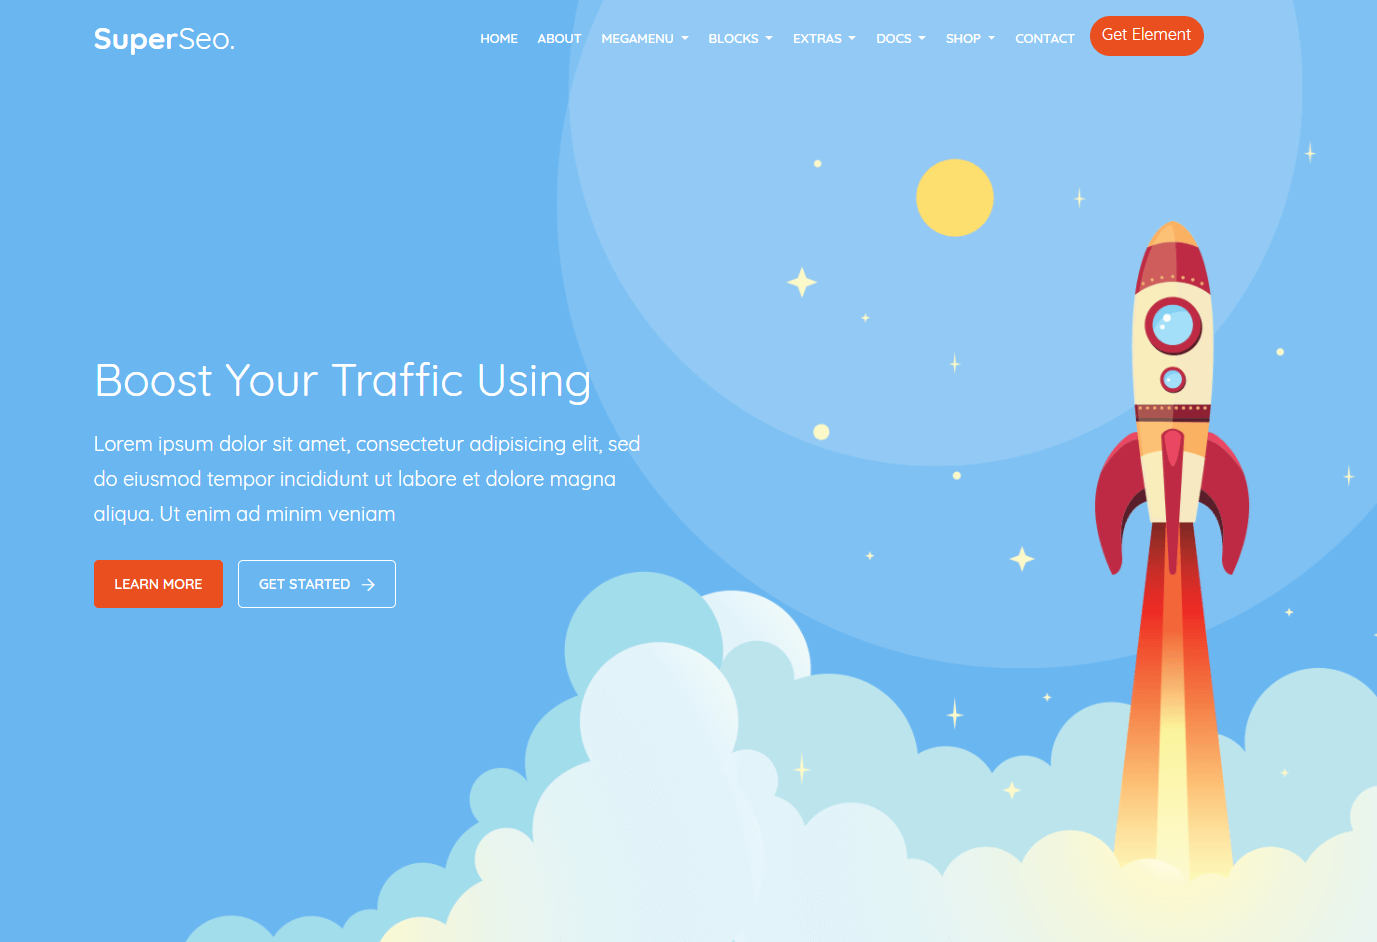 SuperSeo.
HOME ABOUT MEGAMENU BLOCKS EXTRAS DOCS SHOP CONTACT Get Element
Boost Your Traffic Using
Lorem ipsum dolor sit amet, consectetur adipisicing elit, sed
do eiusmod tempor incididunt ut labore et dolore magna
aliqua. Ut enim ad minim veniam
LEARN MORE GET STARTED →